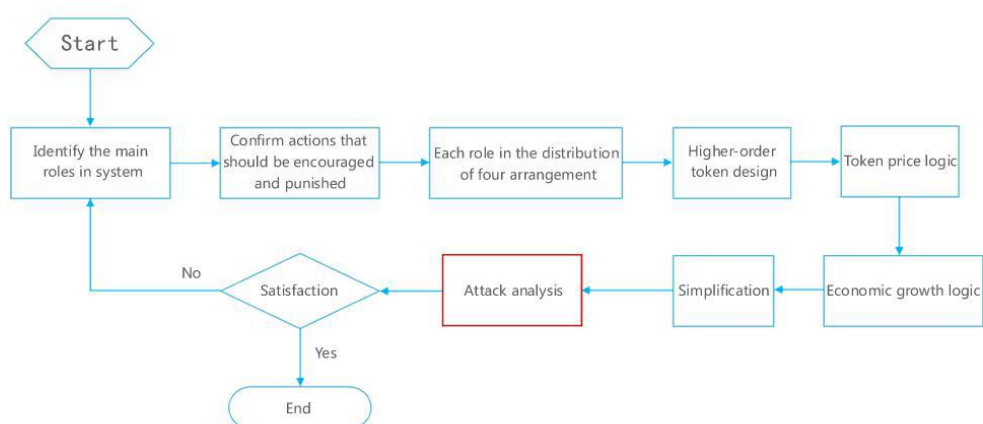 Start
Identify the main
roles in system
Confirm actions that
should be encouraged
and punished
Each role in the distribution
of four arrangement
Higher-order
token design
Token price logic
Economic growth logic
Simplification
Attack analysis
Satisfaction
No
Yes
End